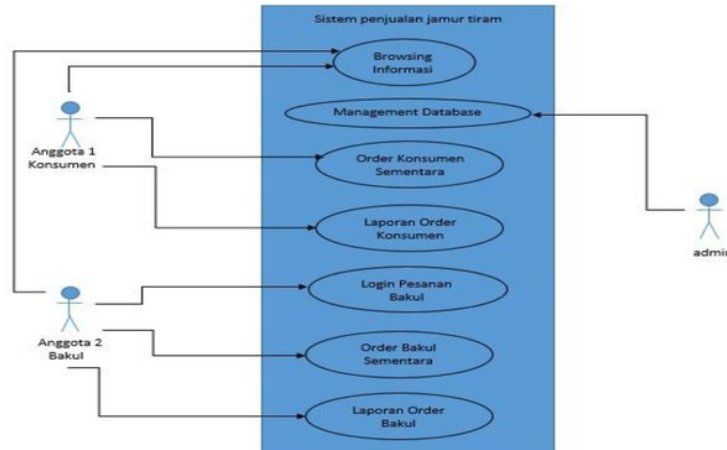 Sistem penjualan jamur tiram
Browsing
Informasi
Management Database
Anggota 1
Konsumen
Order Konsumen
Sementara
Laporan Order
Konsumen
admin
Login Pesanan
Bakul
Anggota 2
Bakul
Order Bakul
Sementara
Laporan Order
Bakul